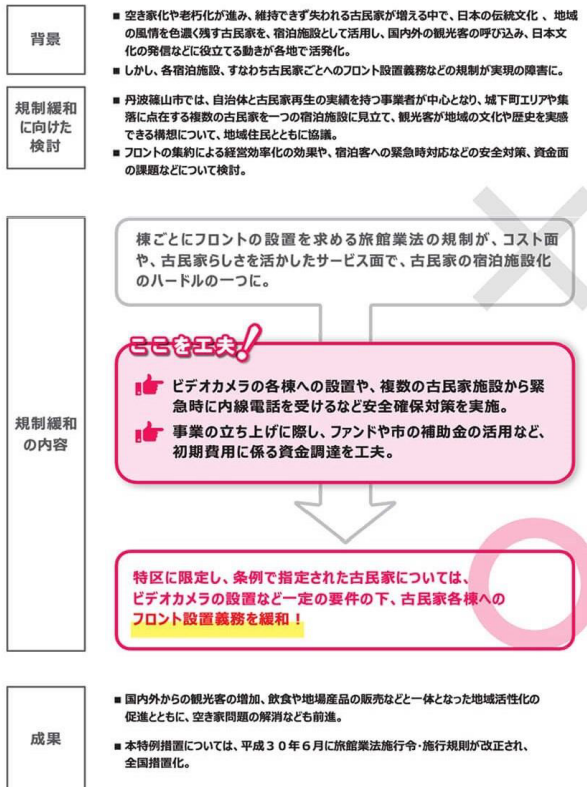 背景
■ 空き家化や老朽化が進み、維持できず失われる古民家が増える中で、日本の伝統文化 、地域
の風情を色濃く残す古民家を、宿泊施設として活用し、国内外の観光客の呼び込み、日本文
化の発信などに役立てる動きが各地で活発化。
■ しかし、各宿泊施設、すなわち古民家ごとへのフロント設置義務などの規制が実現の障害に。
規制緩和
に向けた
検討
■ 丹波篠山市では、自治体と古民家再生の実績を持つ事業者が中心となり、城下町エリアや集
落に点在する複数の古民家を一つの宿泊施設に見立て、観光客が地域の文化や歴史を実感
できる構想について、地域住民とともに協議。
■ フロントの集約による経営効率化の効果や、宿泊客への緊急時対応などの安全対策、資金面
の課題などについて検討。
規制緩和
の内容
棟ごとにフロントの設置を求める旅館業法の規制が、コスト面
や、古民家らしさを活かしたサービス面で、古民家の宿泊施設化
のハードルの一つに。
ここを工夫!
ビデオカメラの各棟への設置や、複数の古民家施設から緊
急時に内線電話を受けるなど安全確保対策を実施。
事業の立ち上げに際し、ファンドや市の補助金の活用など、
初期費用に係る資金調達を工夫。
特区に限定し、条例で指定された古民家については、
ビデオカメラの設置など一定の要件の下、古民家各棟への
フロント設置義務を緩和！
成果
■ 国内外からの観光客の増加、飲食や地場産品の販売などと一体となった地域活性化の
促進とともに、空き家問題の解消なども前進。
■ 本特例措置については、平成３０年６月に旅館業法施行令・施行規則が改正され、
全国措置化。